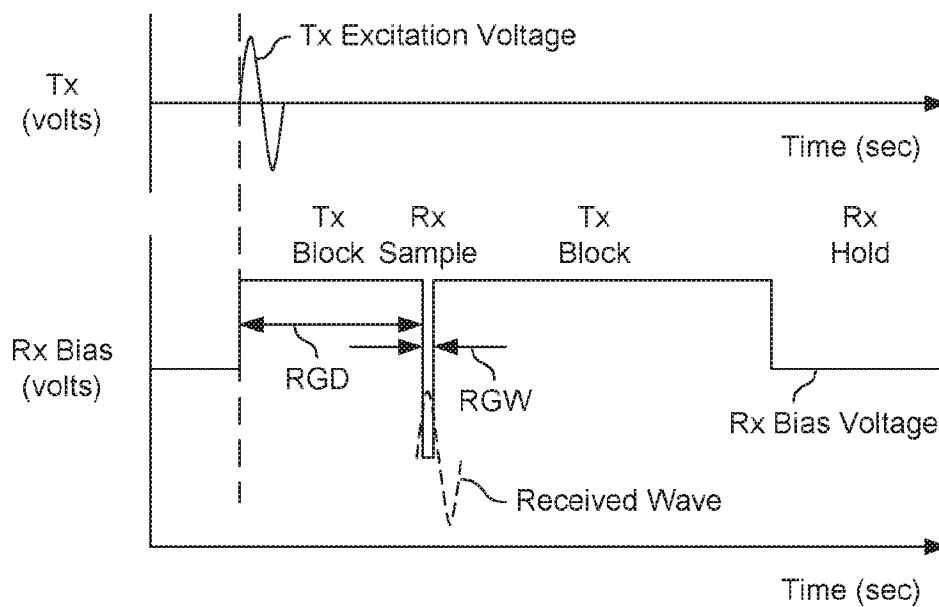 Tx Excitation Voltage
Tx
(volts)
Time (sec)
Tx
Block
Rx
Sample
Tx
Block
Rx
Hold
Rx Bias
(volts)
RGD
RGW
Rx Bias Voltage
Received Wave
Time (sec)